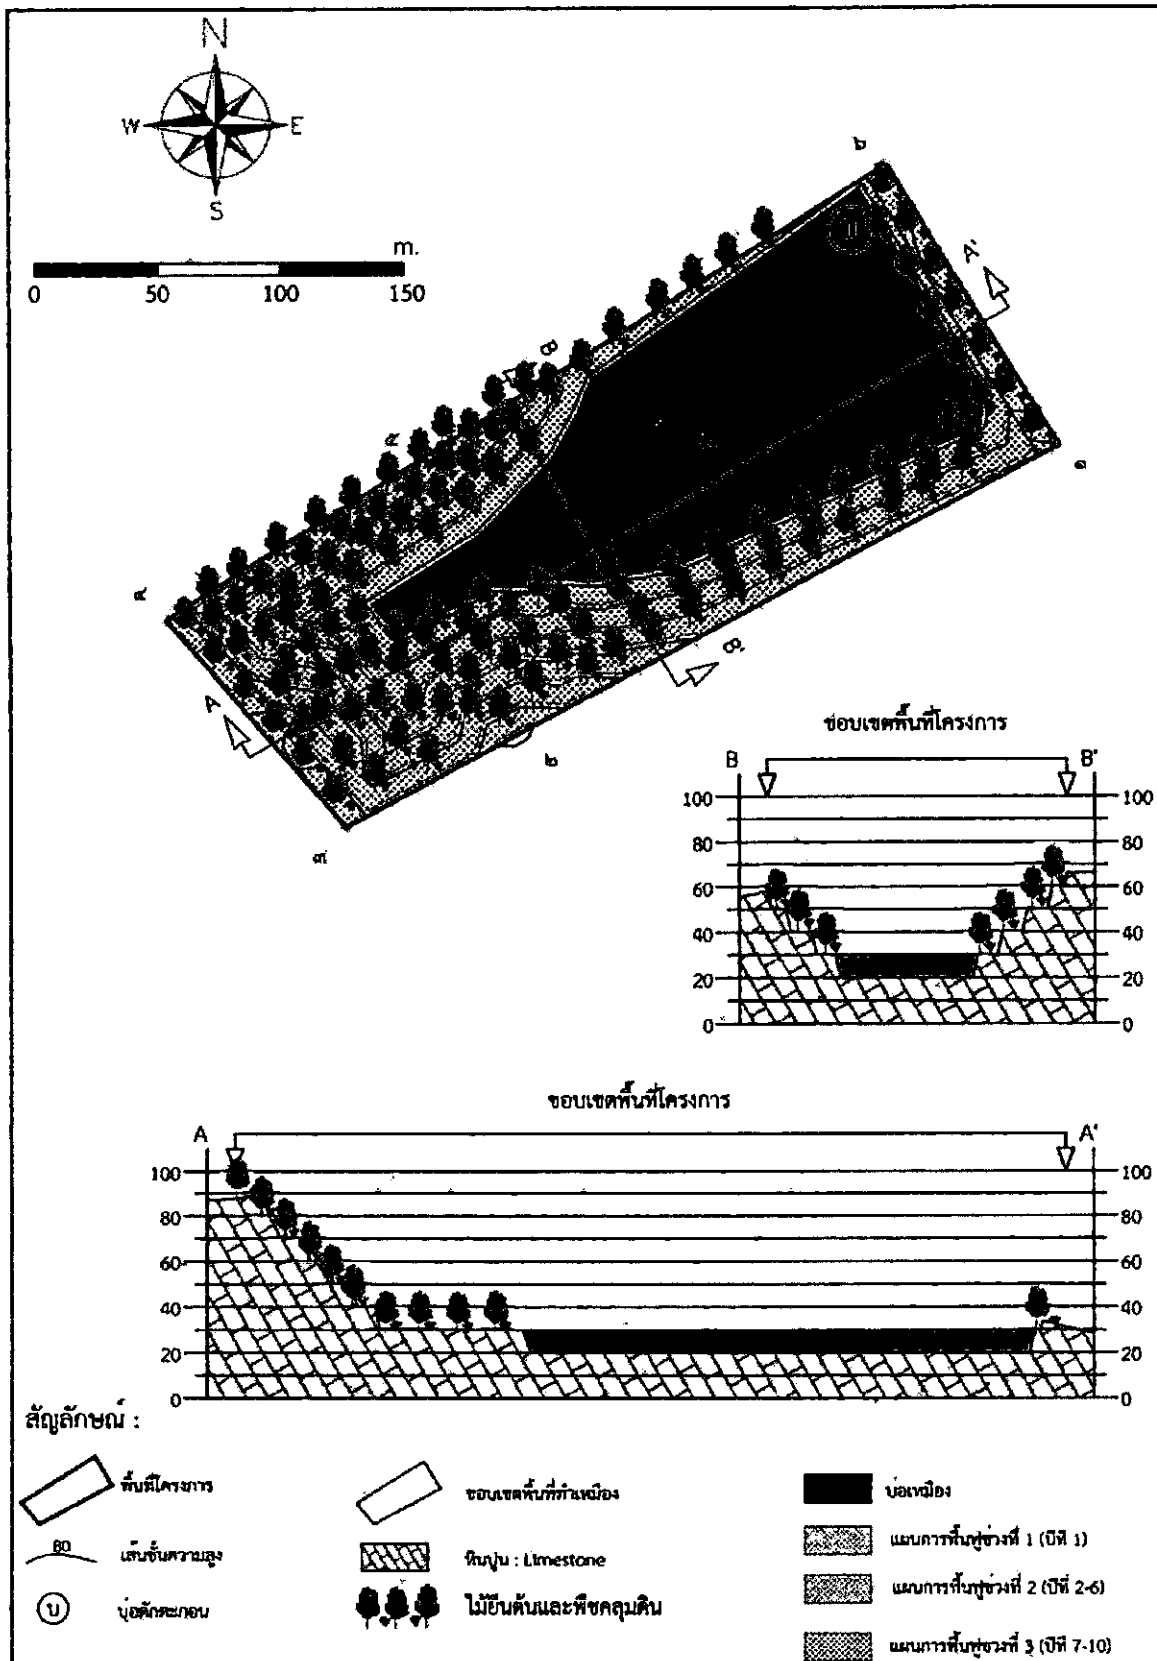 N
W E
S
m.
0 50 100 150
๖
A'
B
๕
๑
๔
B'
A
๒
๓
ขอบเขตพื้นที่โครงการ
B B'
100 100
80 80
60 60
40 40
20 20
0 0
ขอบเขตพื้นที่โครงการ
A A'
100 100
80 80
60 60
40 40
20 20
0 0
สัญลักษณ์ :
พื้นที่โครงการ
ขอบเขตพื้นที่ทำเหมือง
บ่อเหมือง
80 เส้นชั้นความสูง
หินปูน : Limestone
แผนการฟื้นฟูช่วงที่ 1 (ปีที่ 1)
บ บ่อดักตะกอน
ไม้ยืนต้นและพืชคลุมดิน
แผนการฟื้นฟูช่วงที่ 2 (ปีที่ 2-6)
แผนการฟื้นฟูช่วงที่ 3 (ปีที่ 7-10)